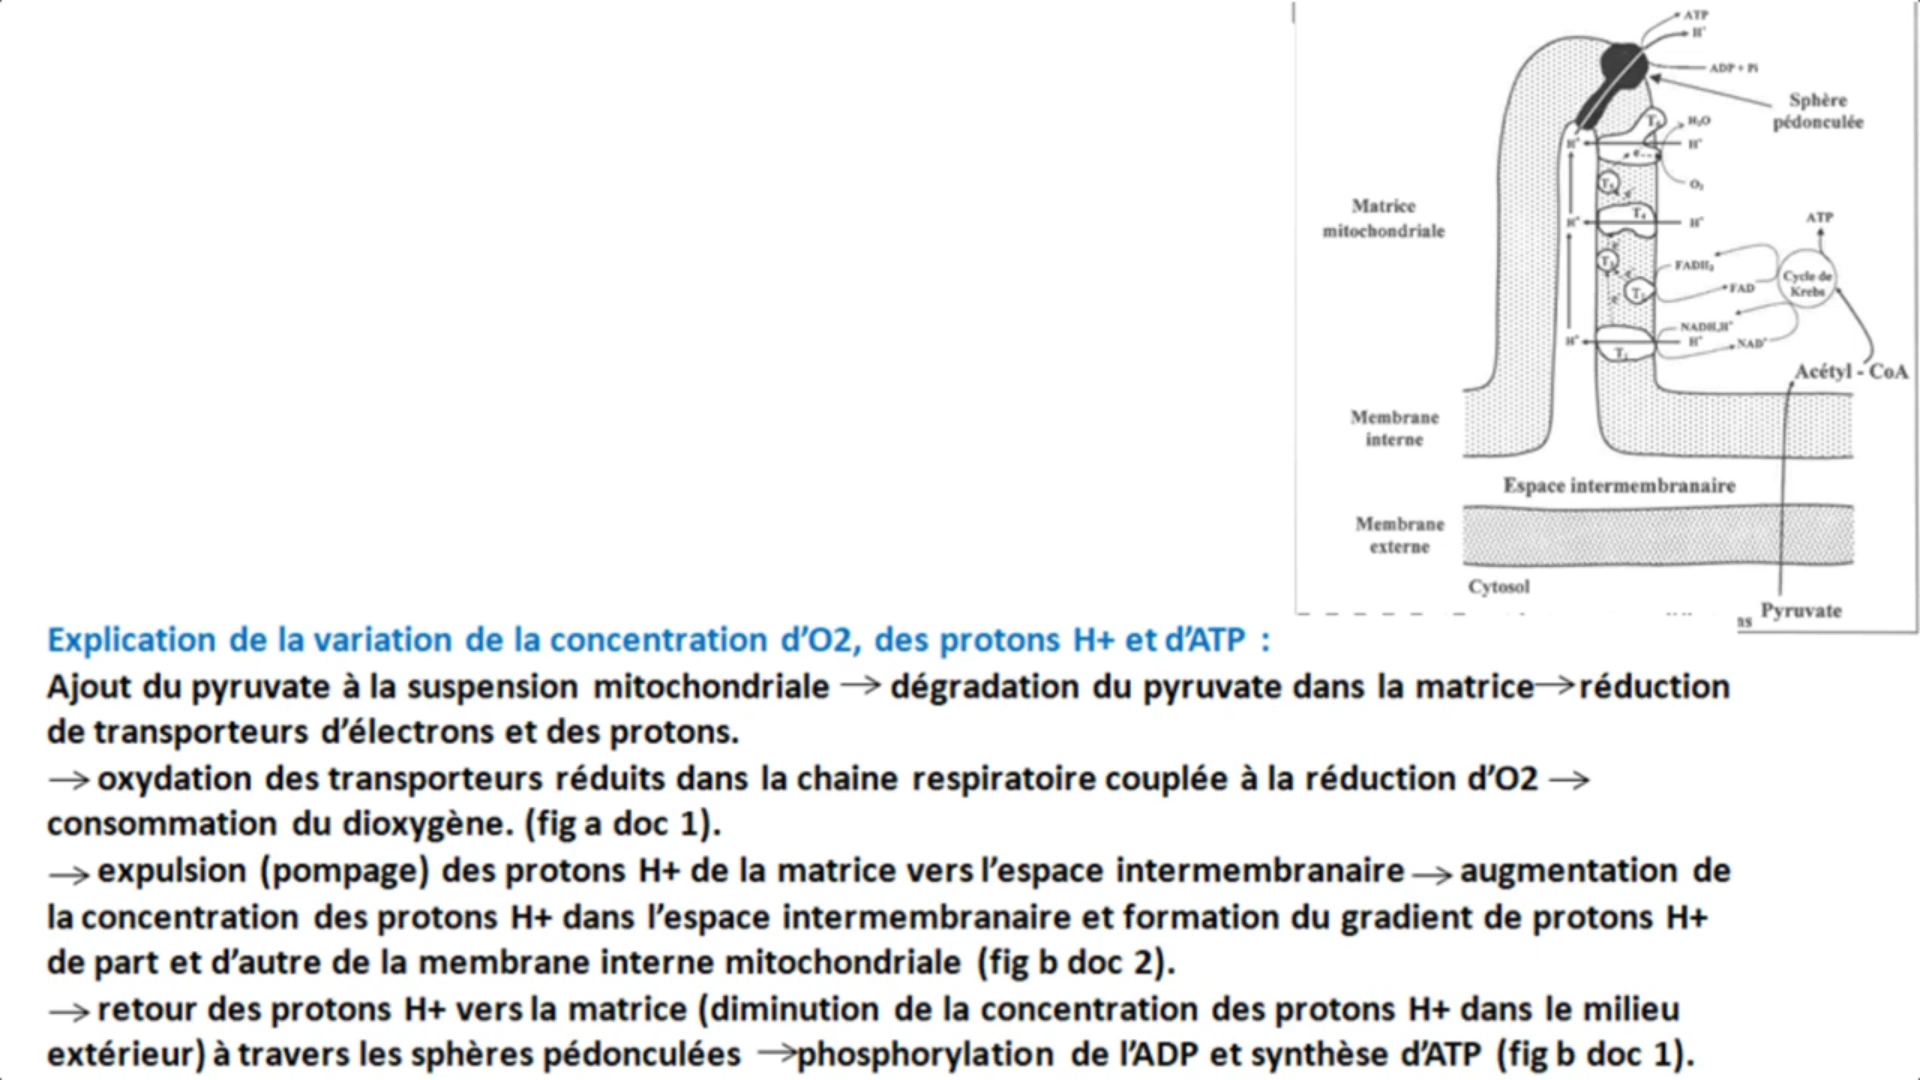 ATP
H⁺
ADP + Pi
Sphère
pédonculée
T₆
H₂O
H⁺
H⁺
e⁻
T₅
e⁻
O₂
Matrice
mitochondriale
T₄
H⁺
H⁺
ATP
e⁻
T₃
e⁻
FADH₂
Cycle de
Krebs
FAD
T₂
e⁻
NADH,H⁺
H⁺
H⁺
NAD⁺
T₁
Acétyl - CoA
Membrane
interne
Espace intermembranaire
Membrane
externe
Cytosol
Pyruvate
ns
Explication de la variation de la concentration d’O2, des protons H+ et d’ATP :
Ajout du pyruvate à la suspension mitochondriale → dégradation du pyruvate dans la matrice→réduction
de transporteurs d’électrons et des protons.
→ oxydation des transporteurs réduits dans la chaine respiratoire couplée à la réduction d’O2 →
consommation du dioxygène. (fig a doc 1).
→ expulsion (pompage) des protons H+ de la matrice vers l’espace intermembranaire → augmentation de
la concentration des protons H+ dans l’espace intermembranaire et formation du gradient de protons H+
de part et d’autre de la membrane interne mitochondriale (fig b doc 2).
→ retour des protons H+ vers la matrice (diminution de la concentration des protons H+ dans le milieu
extérieur) à travers les sphères pédonculées →phosphorylation de l’ADP et synthèse d’ATP (fig b doc 1).